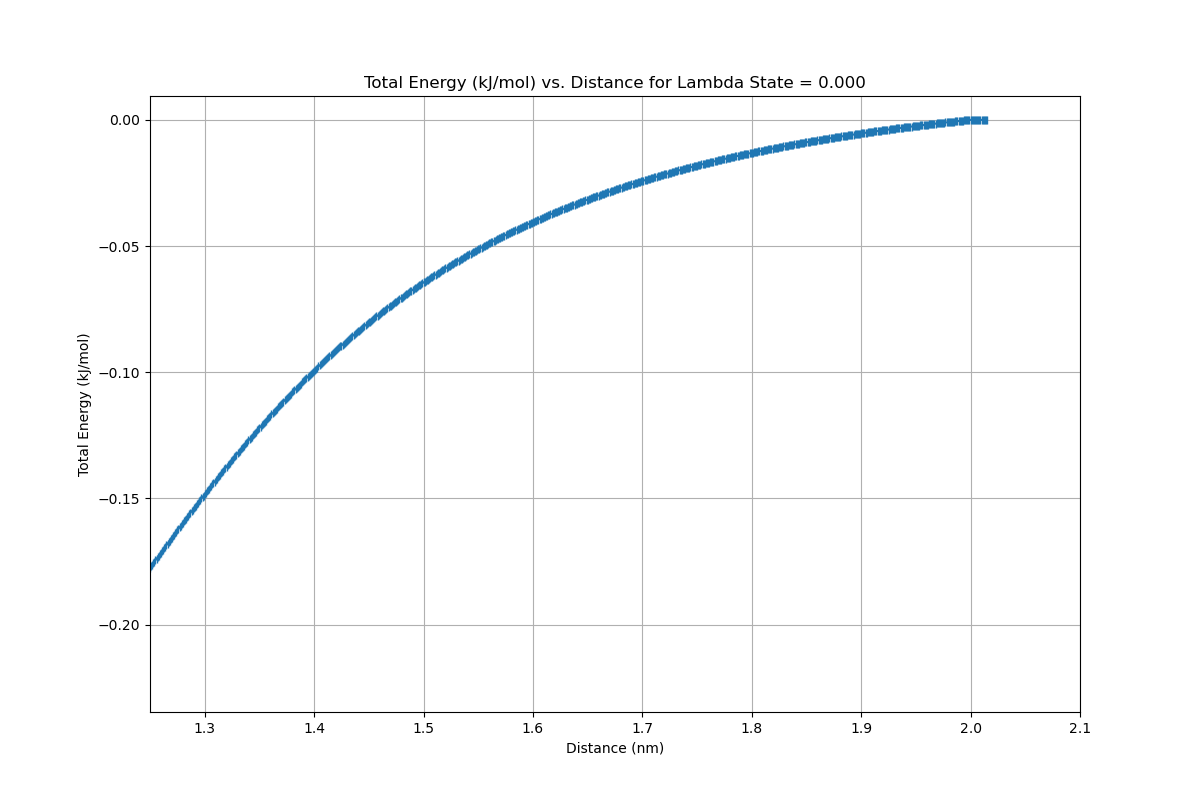 Total Energy (kJ/mol) vs. Distance for Lambda State = 0.000
0.00
−0.05
−0.10
−0.15
−0.20
Total Energy (kJ/mol)
1.3 1.4 1.5 1.6 1.7 1.8 1.9 2.0 2.1
Distance (nm)